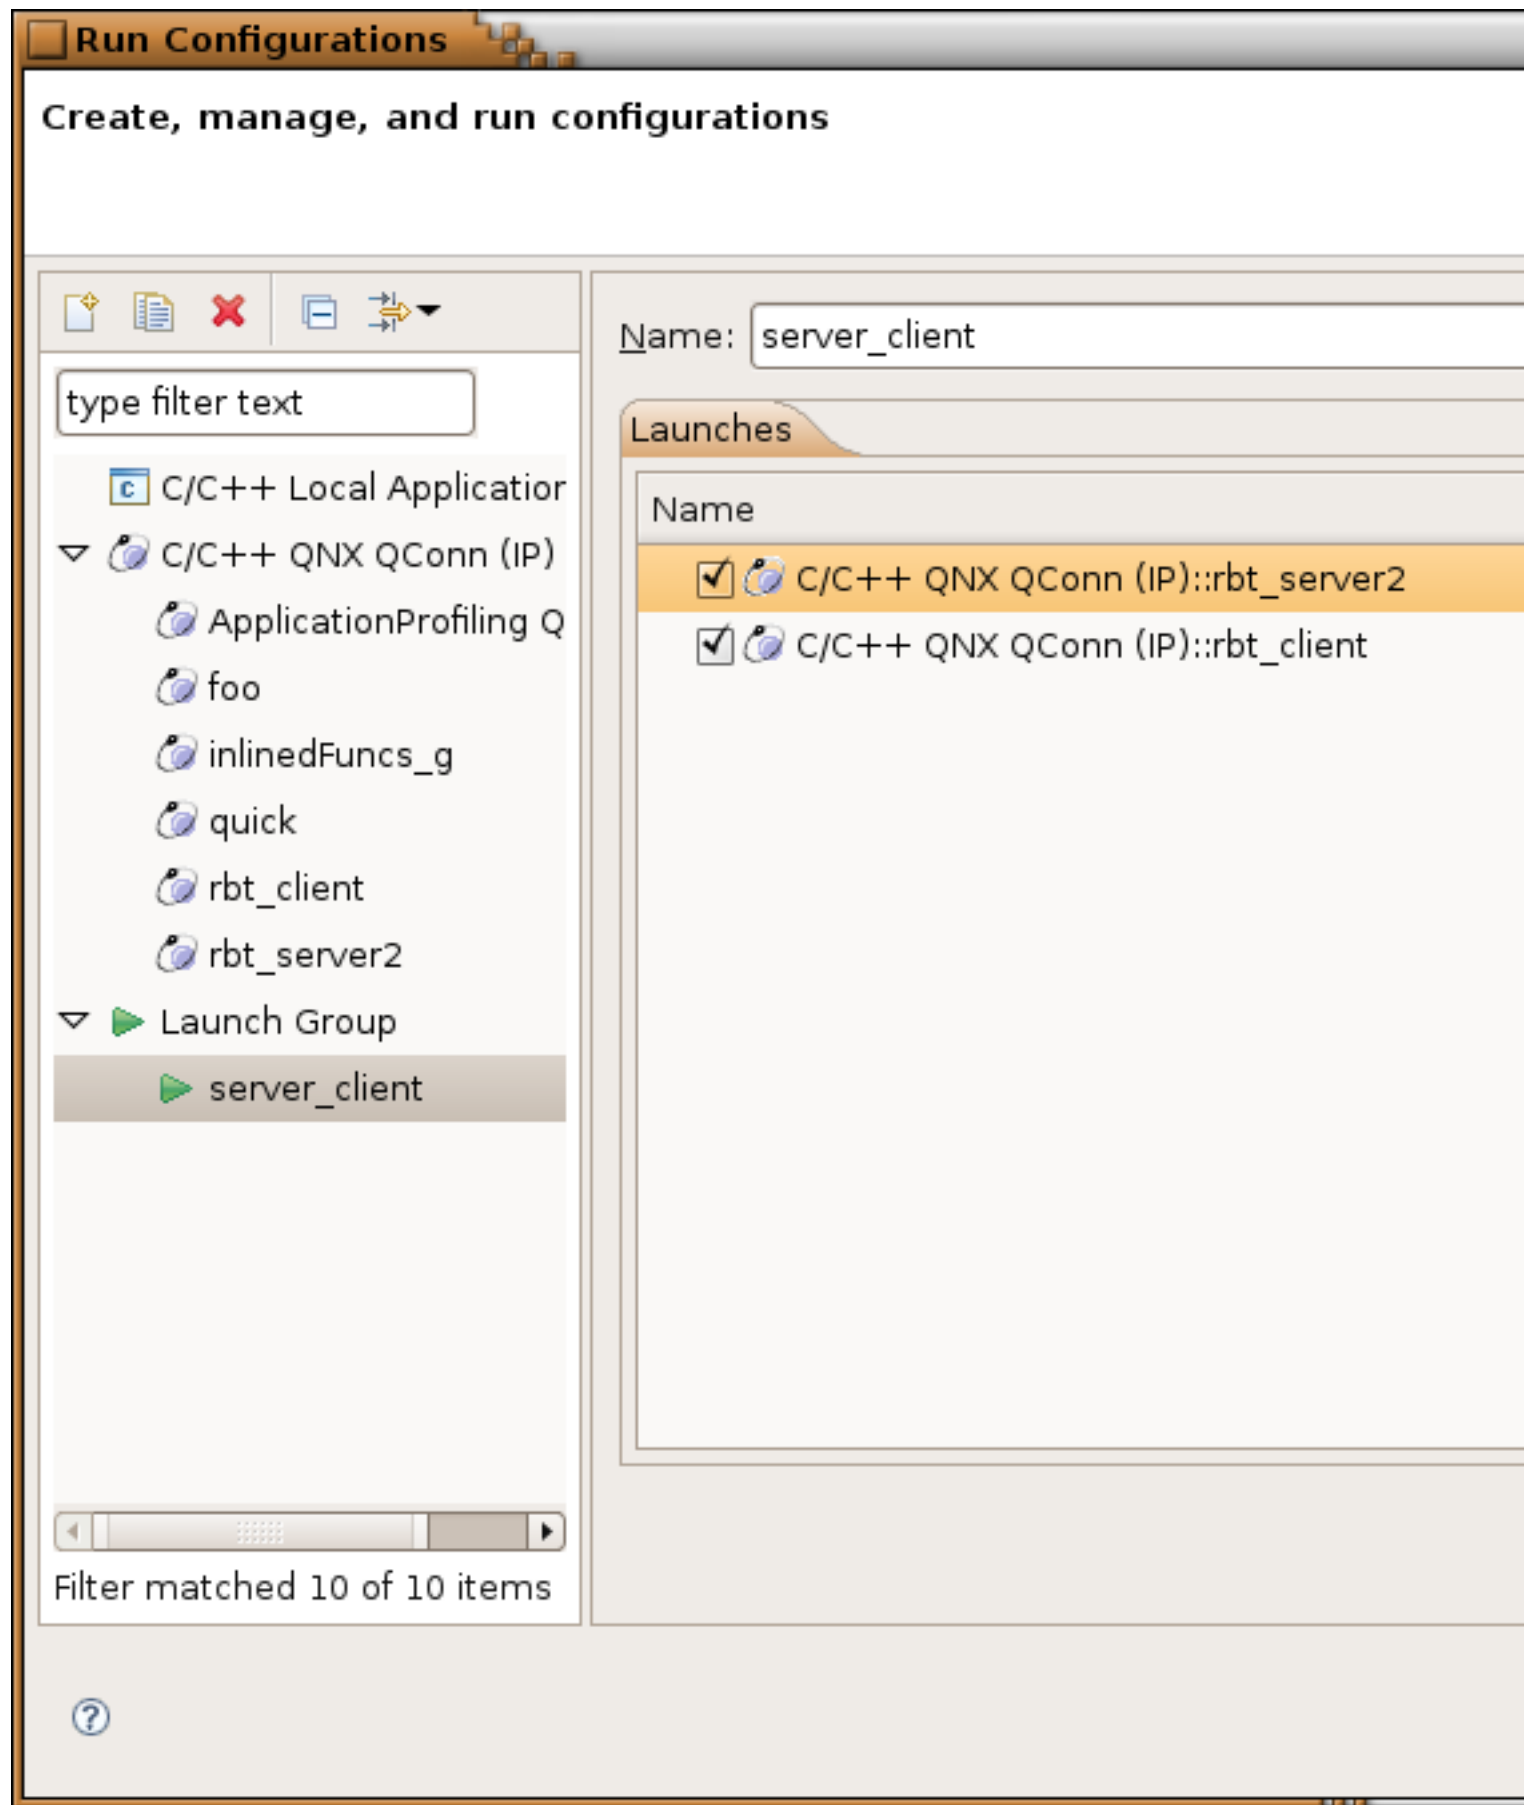 Run Configurations
Create, manage, and run configurations
type filter text
C/C++ Local Application
C/C++ QNX QConn (IP)
ApplicationProfiling Q
foo
inlinedFuncs_g
quick
rbt_client
rbt_server2
Launch Group
server_client
Filter matched 10 of 10 items
Name: server_client
Launches
Name
C/C++ QNX QConn (IP)::rbt_server2
C/C++ QNX QConn (IP)::rbt_client